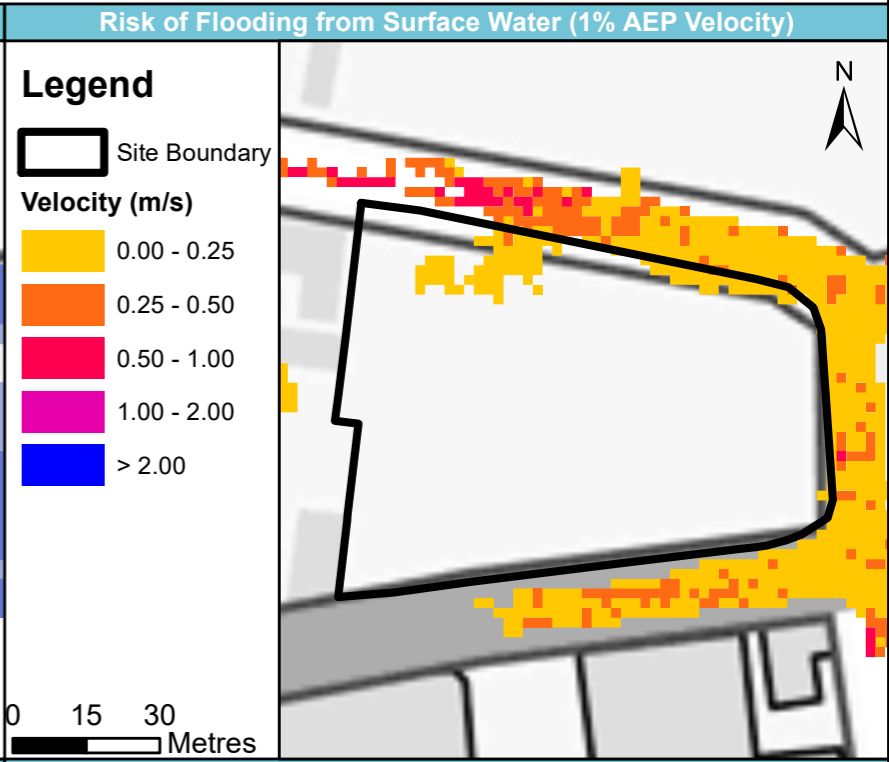 Risk of Flooding from Surface Water (1% AEP Velocity)
Legend
Site Boundary
Velocity (m/s)
0.00 - 0.25
0.25 - 0.50
0.50 - 1.00
1.00 - 2.00
> 2.00
0 15 30
Metres
N